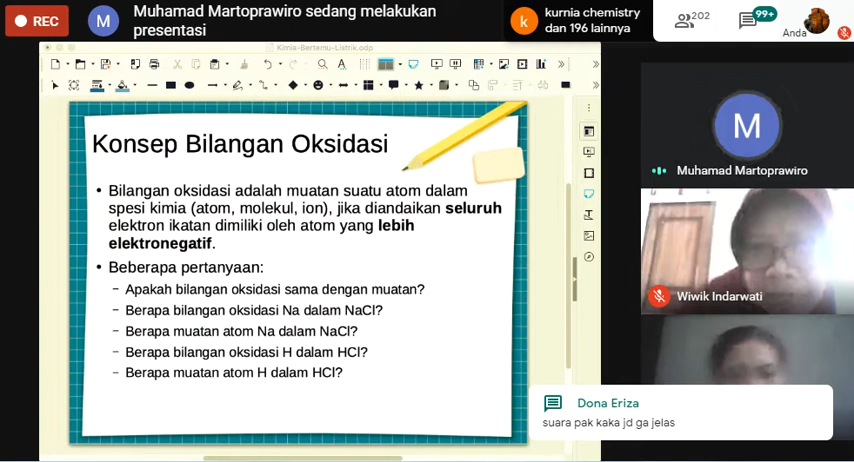 REC
M
Muhamad Martoprawiro sedang melakukan
presentasi
k
kurnia chemistry
dan 196 lainnya
202
99+
Anda
Kimia-Bertemu-Listrik.odp
Konsep Bilangan Oksidasi
• Bilangan oksidasi adalah muatan suatu atom dalam
spesi kimia (atom, molekul, ion), jika diandaikan seluruh
elektron ikatan dimiliki oleh atom yang lebih
elektronegatif.
• Beberapa pertanyaan:
– Apakah bilangan oksidasi sama dengan muatan?
– Berapa bilangan oksidasi Na dalam NaCl?
– Berapa muatan atom Na dalam NaCl?
– Berapa bilangan oksidasi H dalam HCl?
– Berapa muatan atom H dalam HCl?
M
Muhamad Martoprawiro
Wiwik Indarwati
Dona Eriza
suara pak kaka jd ga jelas